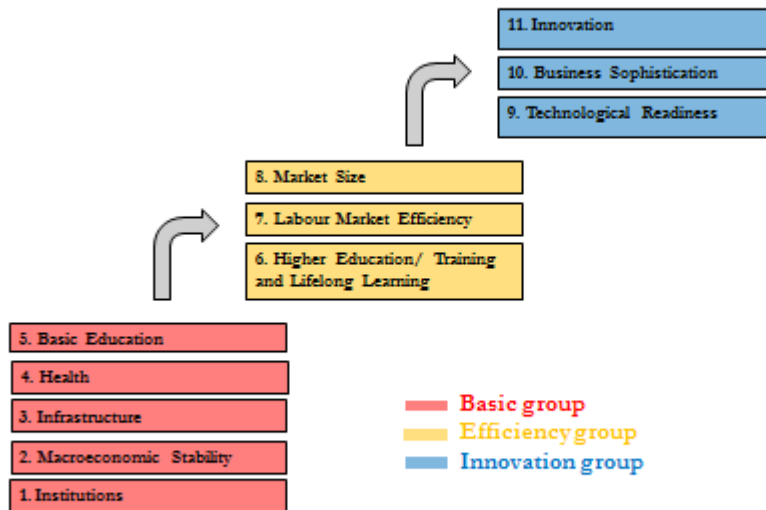 11. Innovation
10. Business Sophistication
9. Technological Readiness
8. Market Size
7. Labour Market Efficiency
6. Higher Education/ Training
and Lifelong Learning
5. Basic Education
4. Health
3. Infrastructure
2. Macroeconomic Stability
1. Institutions
Basic group
Efficiency group
Innovation group